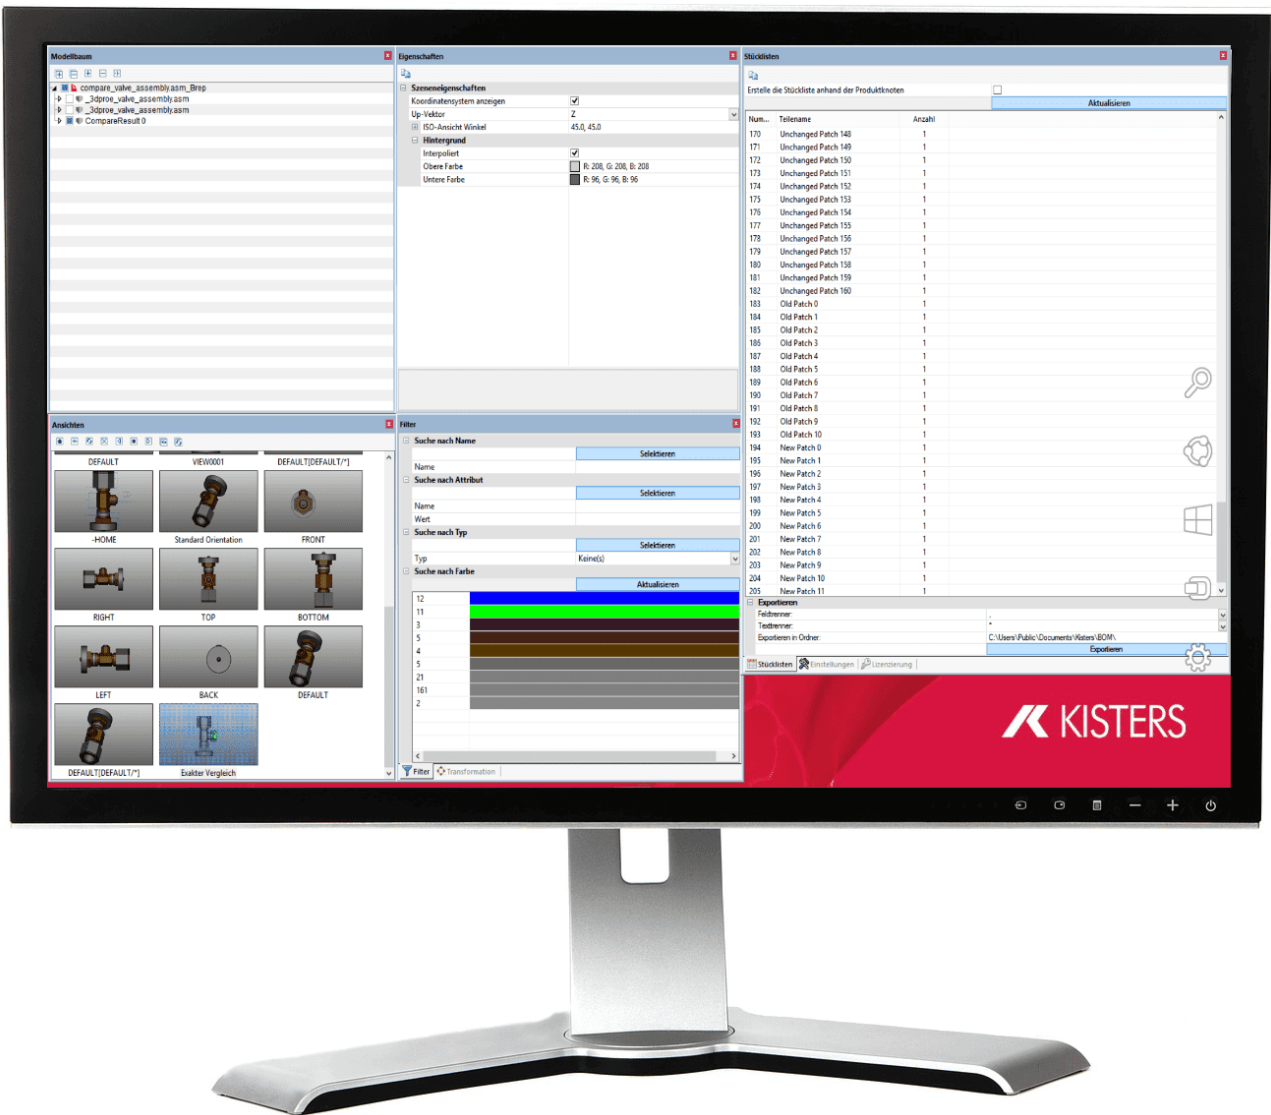 Modellbaum
compare_valve_assembly.asm_Brep
_3dproe_valve_assembly.asm
_3dproe_valve_assembly.asm
CompareResult 0
Eigenschaften
Szeneneigenschaften
Koordinatensystem anzeigen
Up-Vektor Z
ISO-Ansicht Winkel 45.0, 45.0
Hintergrund
Interpoliert
Obere Farbe R: 208, G: 208, B: 208
Untere Farbe R: 96, G: 96, B: 96
Stücklisten
Erstelle die Stückliste anhand der Produktknoten
Aktualisieren
Num... Teilename Anzahl
170 Unchanged Patch 148 1
171 Unchanged Patch 149 1
172 Unchanged Patch 150 1
173 Unchanged Patch 151 1
174 Unchanged Patch 152 1
175 Unchanged Patch 153 1
176 Unchanged Patch 154 1
177 Unchanged Patch 155 1
178 Unchanged Patch 156 1
179 Unchanged Patch 157 1
180 Unchanged Patch 158 1
181 Unchanged Patch 159 1
182 Unchanged Patch 160 1
183 Old Patch 0 1
184 Old Patch 1 1
185 Old Patch 2 1
186 Old Patch 3 1
187 Old Patch 4 1
188 Old Patch 5 1
189 Old Patch 6 1
190 Old Patch 7 1
191 Old Patch 8 1
192 Old Patch 9 1
193 Old Patch 10 1
194 New Patch 0 1
195 New Patch 1 1
196 New Patch 2 1
197 New Patch 3 1
198 New Patch 4 1
199 New Patch 5 1
200 New Patch 6 1
201 New Patch 7 1
202 New Patch 8 1
203 New Patch 9 1
204 New Patch 10 1
205 New Patch 11 1
Exportieren
Feldtrenner: ;
Texttrenner: "
Exportieren in Ordner: C:\Users\Public\Documents\Kisters\BOM\
Exportieren
Stücklisten Einstellungen Lizenzierung
Ansichten
DEFAULT VIEW0001 DEFAULT[DEFAULT/*]
-HOME Standard Orientation FRONT
RIGHT TOP BOTTOM
LEFT BACK DEFAULT
DEFAULT[DEFAULT/*] Exakter Vergleich
Filter
Suche nach Name
Selektieren
Name
Suche nach Attribut
Selektieren
Name
Wert
Suche nach Typ
Selektieren
Typ Keine(s)
Suche nach Farbe
Aktualisieren
12
11
3
5
4
5
21
161
2
Filter Transformation
KISTERS